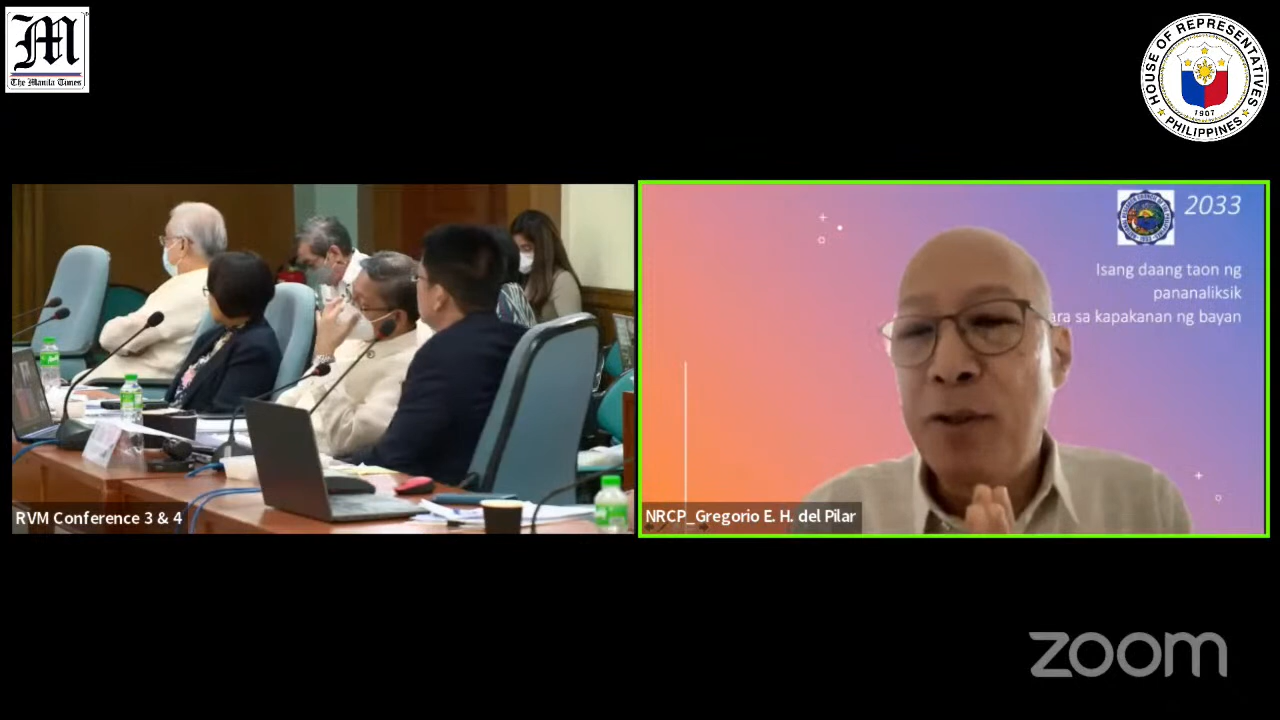 M
The Manila Times
HOUSE OF REPRESENTATIVES
1907
PHILIPPINES
2033
Isang daang taon ng
pananaliksik
ara sa kapakanan ng bayan
RVM Conference 3 & 4
NRCP_Gregorio E. H. del Pilar
zoom